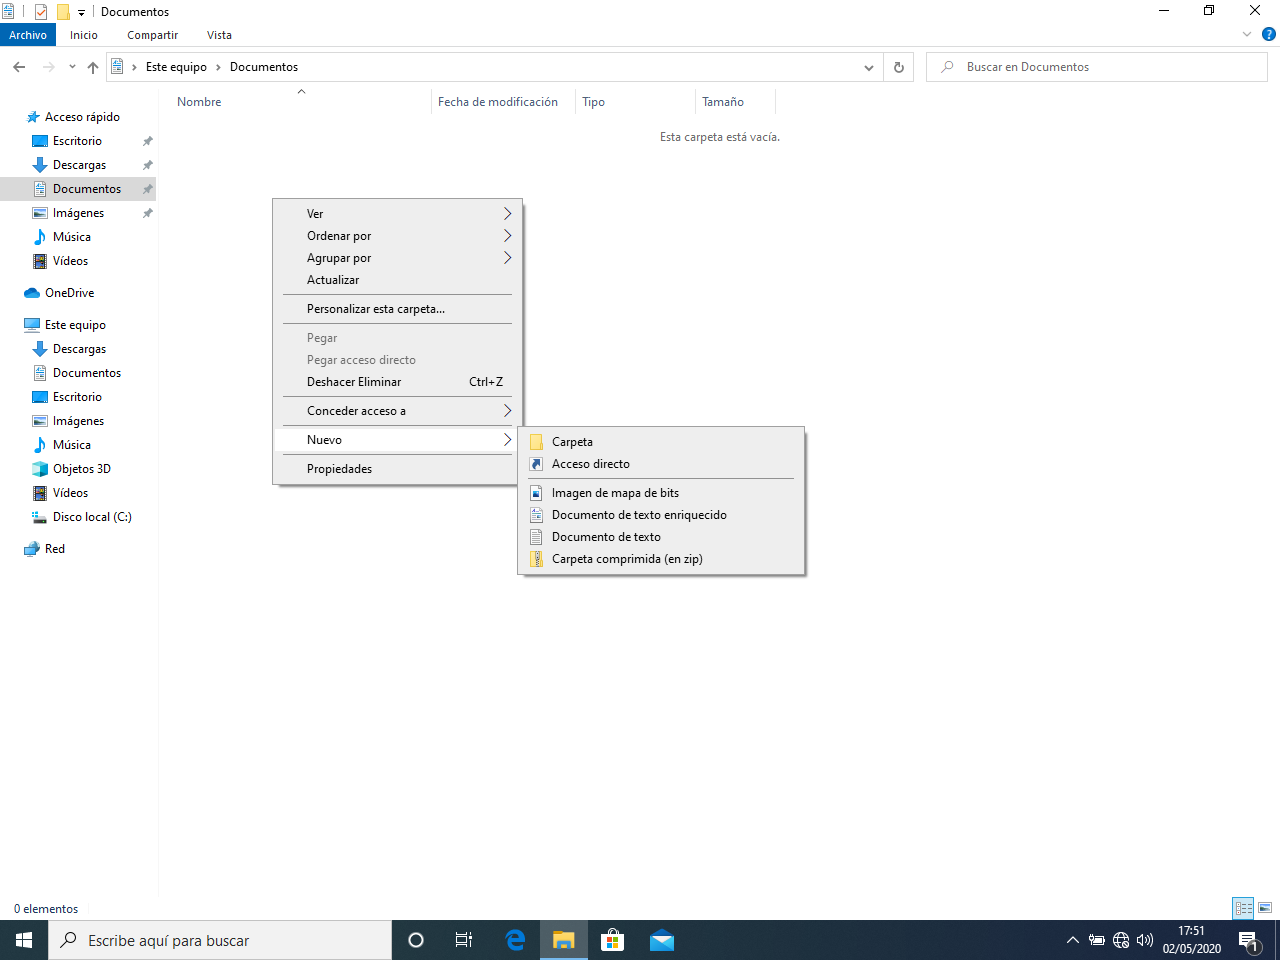 Documentos
Archivo Inicio Compartir Vista
Este equipo Documentos Buscar en Documentos
Nombre Fecha de modificación Tipo Tamaño
Esta carpeta está vacía.
Acceso rápido
Escritorio
Descargas
Documentos
Imágenes
Música
Vídeos
OneDrive
Este equipo
Descargas
Documentos
Escritorio
Imágenes
Música
Objetos 3D
Vídeos
Disco local (C:)
Red
Ver
Ordenar por
Agrupar por
Actualizar
Personalizar esta carpeta...
Pegar
Pegar acceso directo
Deshacer Eliminar Ctrl+Z
Conceder acceso a
Nuevo
Propiedades
Carpeta
Acceso directo
Imagen de mapa de bits
Documento de texto enriquecido
Documento de texto
Carpeta comprimida (en zip)
0 elementos
Escribe aquí para buscar
17:51
02/05/2020
1